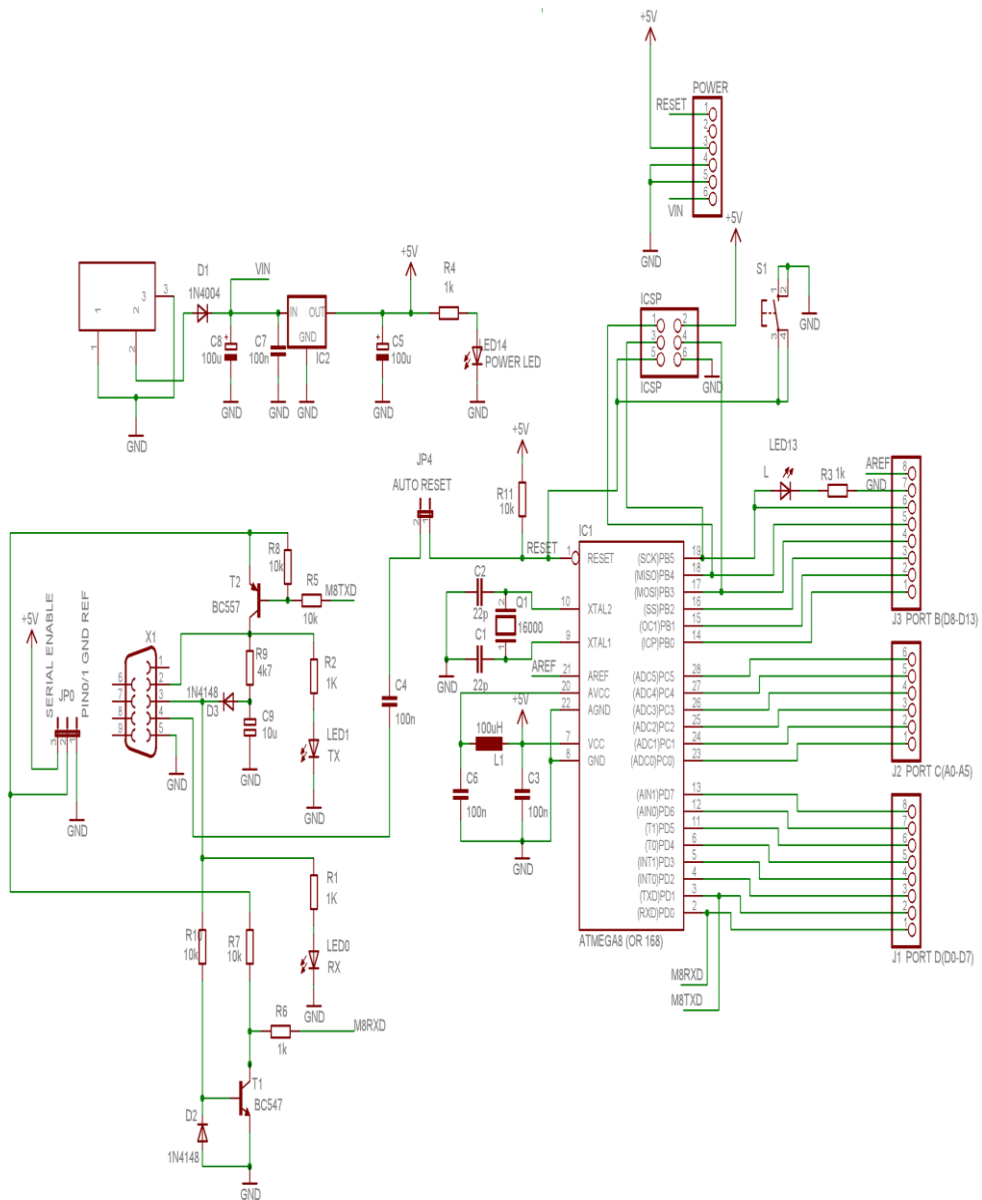 +5V
POWER
RESET
1
2
3
4
5
6
VIN
GND
+5V
VIN
D1
1N4004
3
3
1
2
1
2
GND
C8
+
100u
GND
C7
100n
GND
IN OUT
GND
IC2
GND
+5V
C5
+
100u
GND
R4
1k
LED14
POWER LED
GND
ICSP
1 2
3 4
5 6
ICSP
GND
S1
1 2
3 4
GND
JP4
AUTO RESET
2 1
+5V
R11
10k
RESET
LED13
L
R3 1k
AREF
GND
8
7
6
5
4
3
2
1
J3 PORT B(D8-D13)
IC1
1 RESET
10 XTAL2
9 XTAL1
21 AREF
20 AVCC
22 AGND
7 VCC
8 GND
(SCK)PB5 19
(MISO)PB4 18
(MOSI)PB3 17
(SS)PB2 16
(OC1)PB1 15
(ICP)PB0 14
(ADC5)PC5 28
(ADC4)PC4 27
(ADC3)PC3 26
(ADC2)PC2 25
(ADC1)PC1 24
(ADC0)PC0 23
(AIN1)PD7 13
(AIN0)PD6 12
(T1)PD5 11
(T0)PD4 6
(INT1)PD3 5
(INT0)PD2 4
(TXD)PD1 3
(RXD)PD0 2
ATMEGA8 (OR 168)
C2
22p
Q1
2
1
16000
C1
22p
GND
AREF
+5V
100uH
L1
C6
100n
C3
100n
GND
6
5
4
3
2
1
J2 PORT C(A0-A5)
8
7
6
5
4
3
2
1
J1 PORT D(D0-D7)
M8RXD
M8TXD
R8
10k
T2
BC557
R5
10k
M8TXD
+5V
SERIAL ENABLE
JP0
PIN0/1 GND REF
3
2
1
GND
X1
1
6
2
7
3
8
4
9
5
GND
1N4148
D3
R9
4k7
C9
10u
GND
R2
1K
LED1
TX
GND
C4
100n
R1
1K
LED0
RX
GND
R10
10k
R7
10k
R6
1k
M8RXD
T1
BC547
D2
1N4148
GND